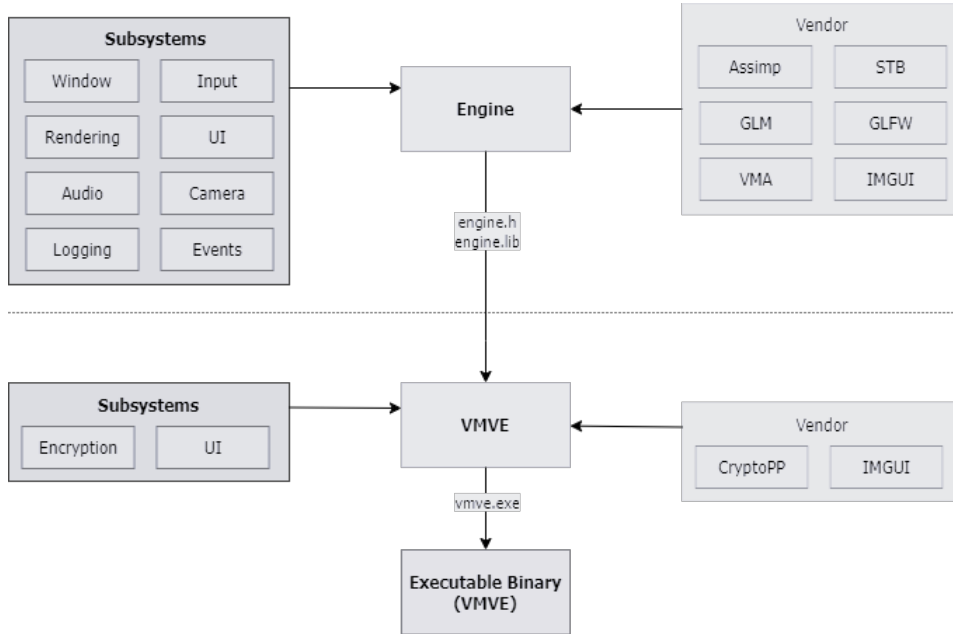 Subsystems
Window
Input
Rendering
UI
Audio
Camera
Logging
Events
Engine
Vendor
Assimp
STB
GLM
GLFW
VMA
IMGUI
engine.h
engine.lib
Subsystems
Encryption
UI
VMVE
Vendor
CryptoPP
IMGUI
vmve.exe
Executable Binary
(VMVE)